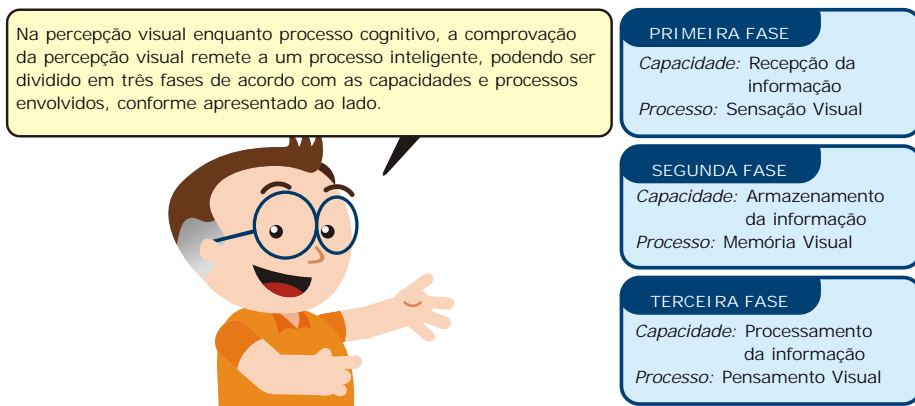 Na percepção visual enquanto processo cognitivo, a comprovação
da percepção visual remete a um processo inteligente, podendo ser
dividido em três fases de acordo com as capacidades e processos
envolvidos, conforme apresentado ao lado.
PRIMEIRA FASE
Capacidade: Recepção da
informação
Processo: Sensação Visual
SEGUNDA FASE
Capacidade: Armazenamento
da informação
Processo: Memória Visual
TERCEIRA FASE
Capacidade: Processamento
da informação
Processo: Pensamento Visual